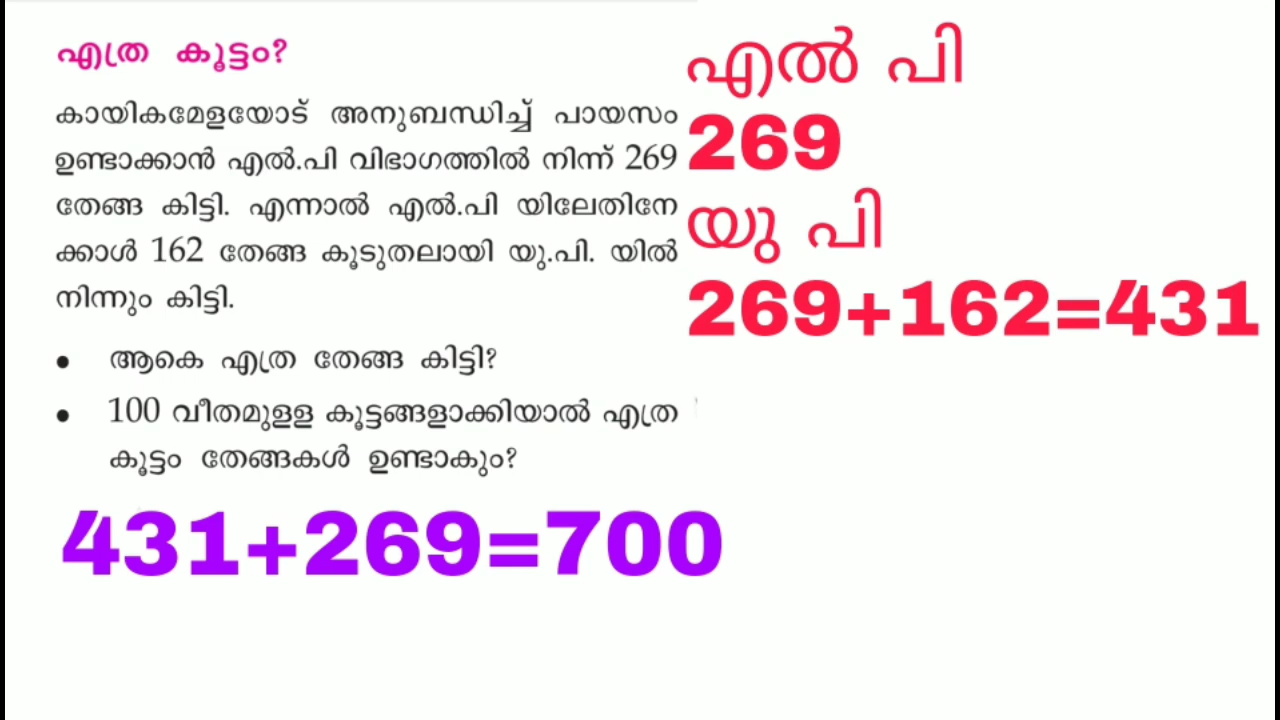 എത്ര കൂട്ടം?
കായികമേളയോട് അനുബന്ധിച്ച് പായസം
ഉണ്ടാക്കാൻ എൽ.പി വിഭാഗത്തിൽ നിന്ന് 269
തേങ്ങ കിട്ടി. എന്നാൽ എൽ.പി യിലേതിനേ
ക്കാൾ 162 തേങ്ങ കൂടുതലായി യു.പി. യിൽ
നിന്നും കിട്ടി.
• ആകെ എത്ര തേങ്ങ കിട്ടി?
• 100 വീതമുളള കൂട്ടങ്ങളാക്കിയാൽ എത്ര
കൂട്ടം തേങ്ങകൾ ഉണ്ടാകും?
431+269=700
എൽ പി
269
യു പി
269+162=431